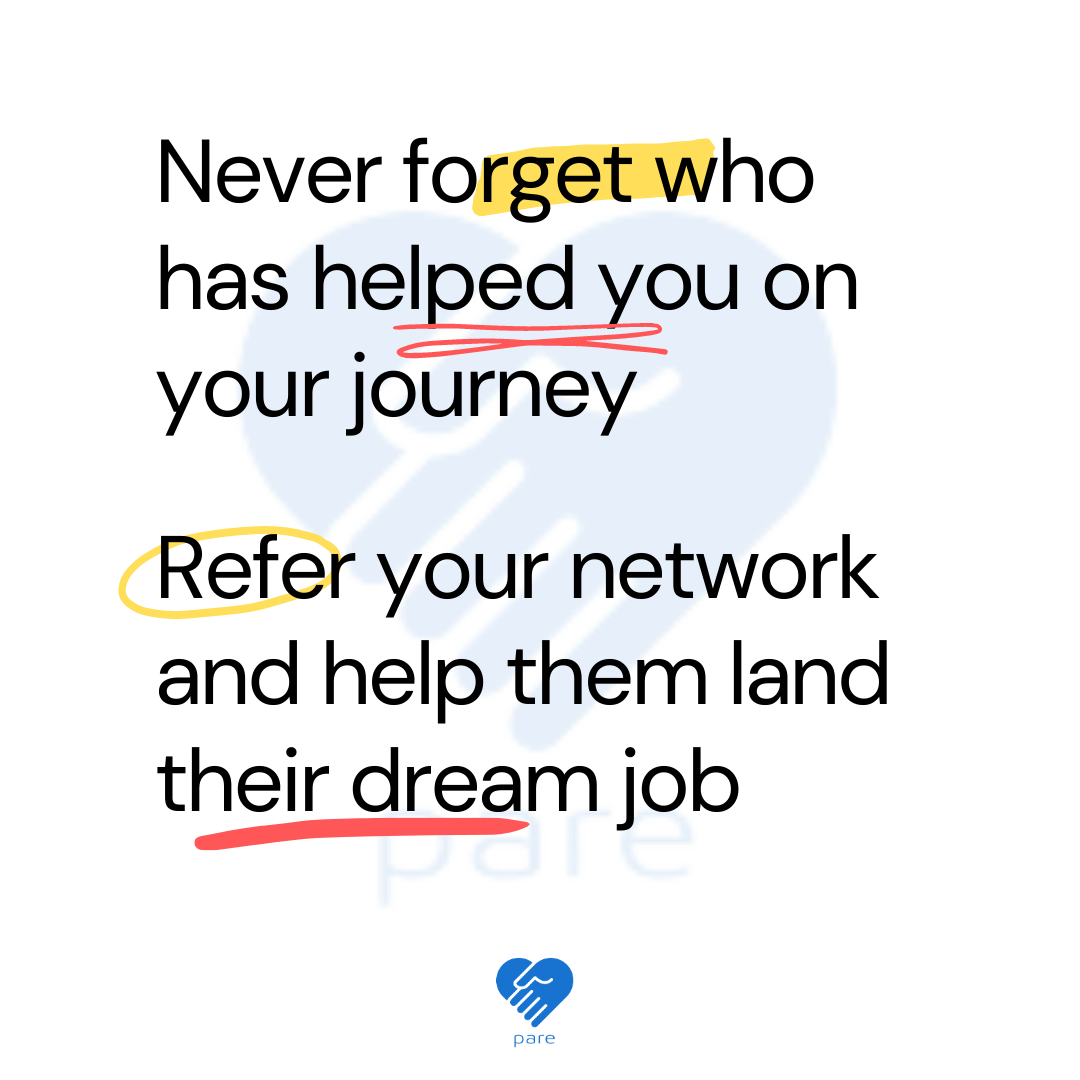 Never forget who
has helped you on
your journey
Refer your network
and help them land
their dream job
pare
pare